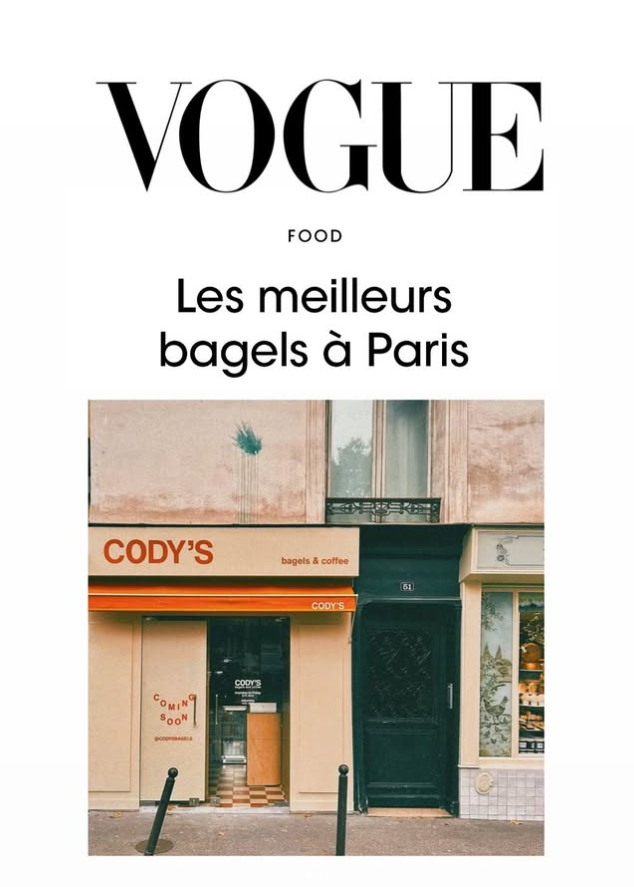 VOGUE
FOOD
Les meilleurs
bagels à Paris
CODY'S
bagels & coffee
CODY'S
51
CODY'S
COMING
SOON
@CODYSBAGELS